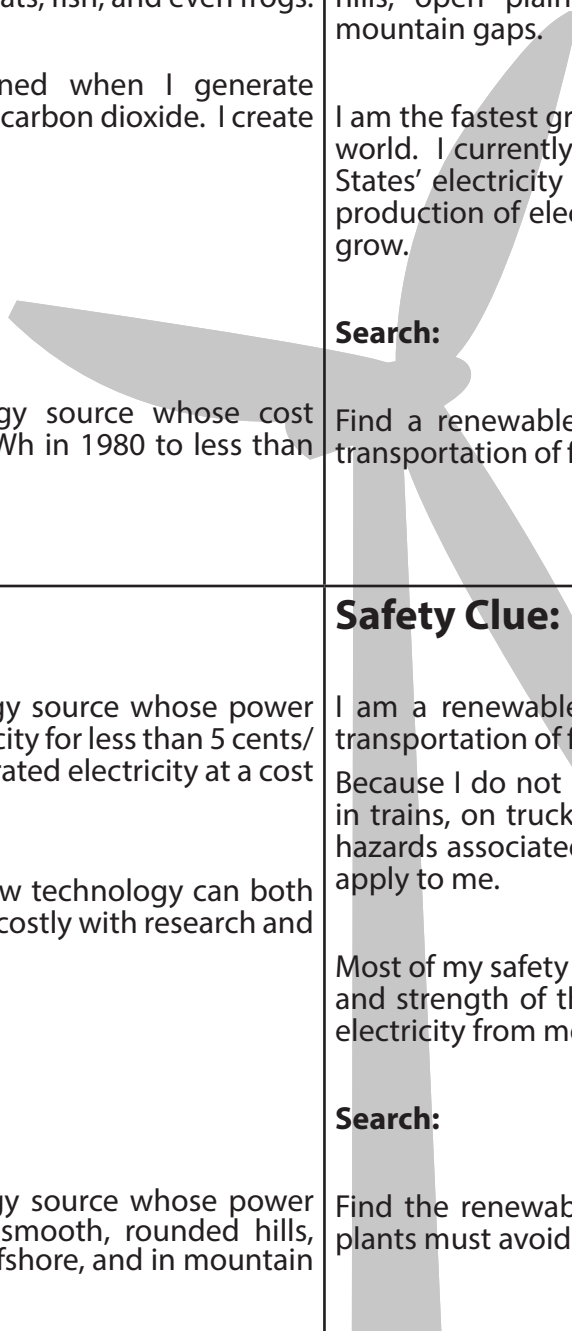 ats, fish, and even frogs.
ned when I generate
carbon dioxide. I create
gy source whose cost
Wh in 1980 to less than
hills, open plain
mountain gaps.
I am the fastest gr
world. I currently
States’ electricity
production of elec
grow.
Search:
Find a renewable
transportation of f
gy source whose power
city for less than 5 cents/
rated electricity at a cost
w technology can both
costly with research and
gy source whose power
smooth, rounded hills,
ffshore, and in mountain
Safety Clue:
I am a renewable
transportation of f
Because I do not
in trains, on truck
hazards associated
apply to me.
Most of my safety
and strength of th
electricity from mo
Search:
Find the renewab
plants must avoid